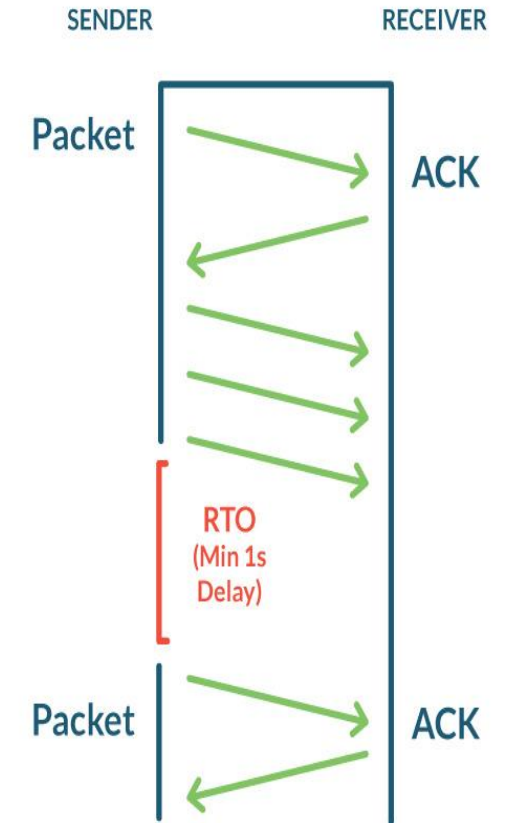 SENDER
RECEIVER
Packet
ACK
RTO
(Min 1s
Delay)
Packet
ACK